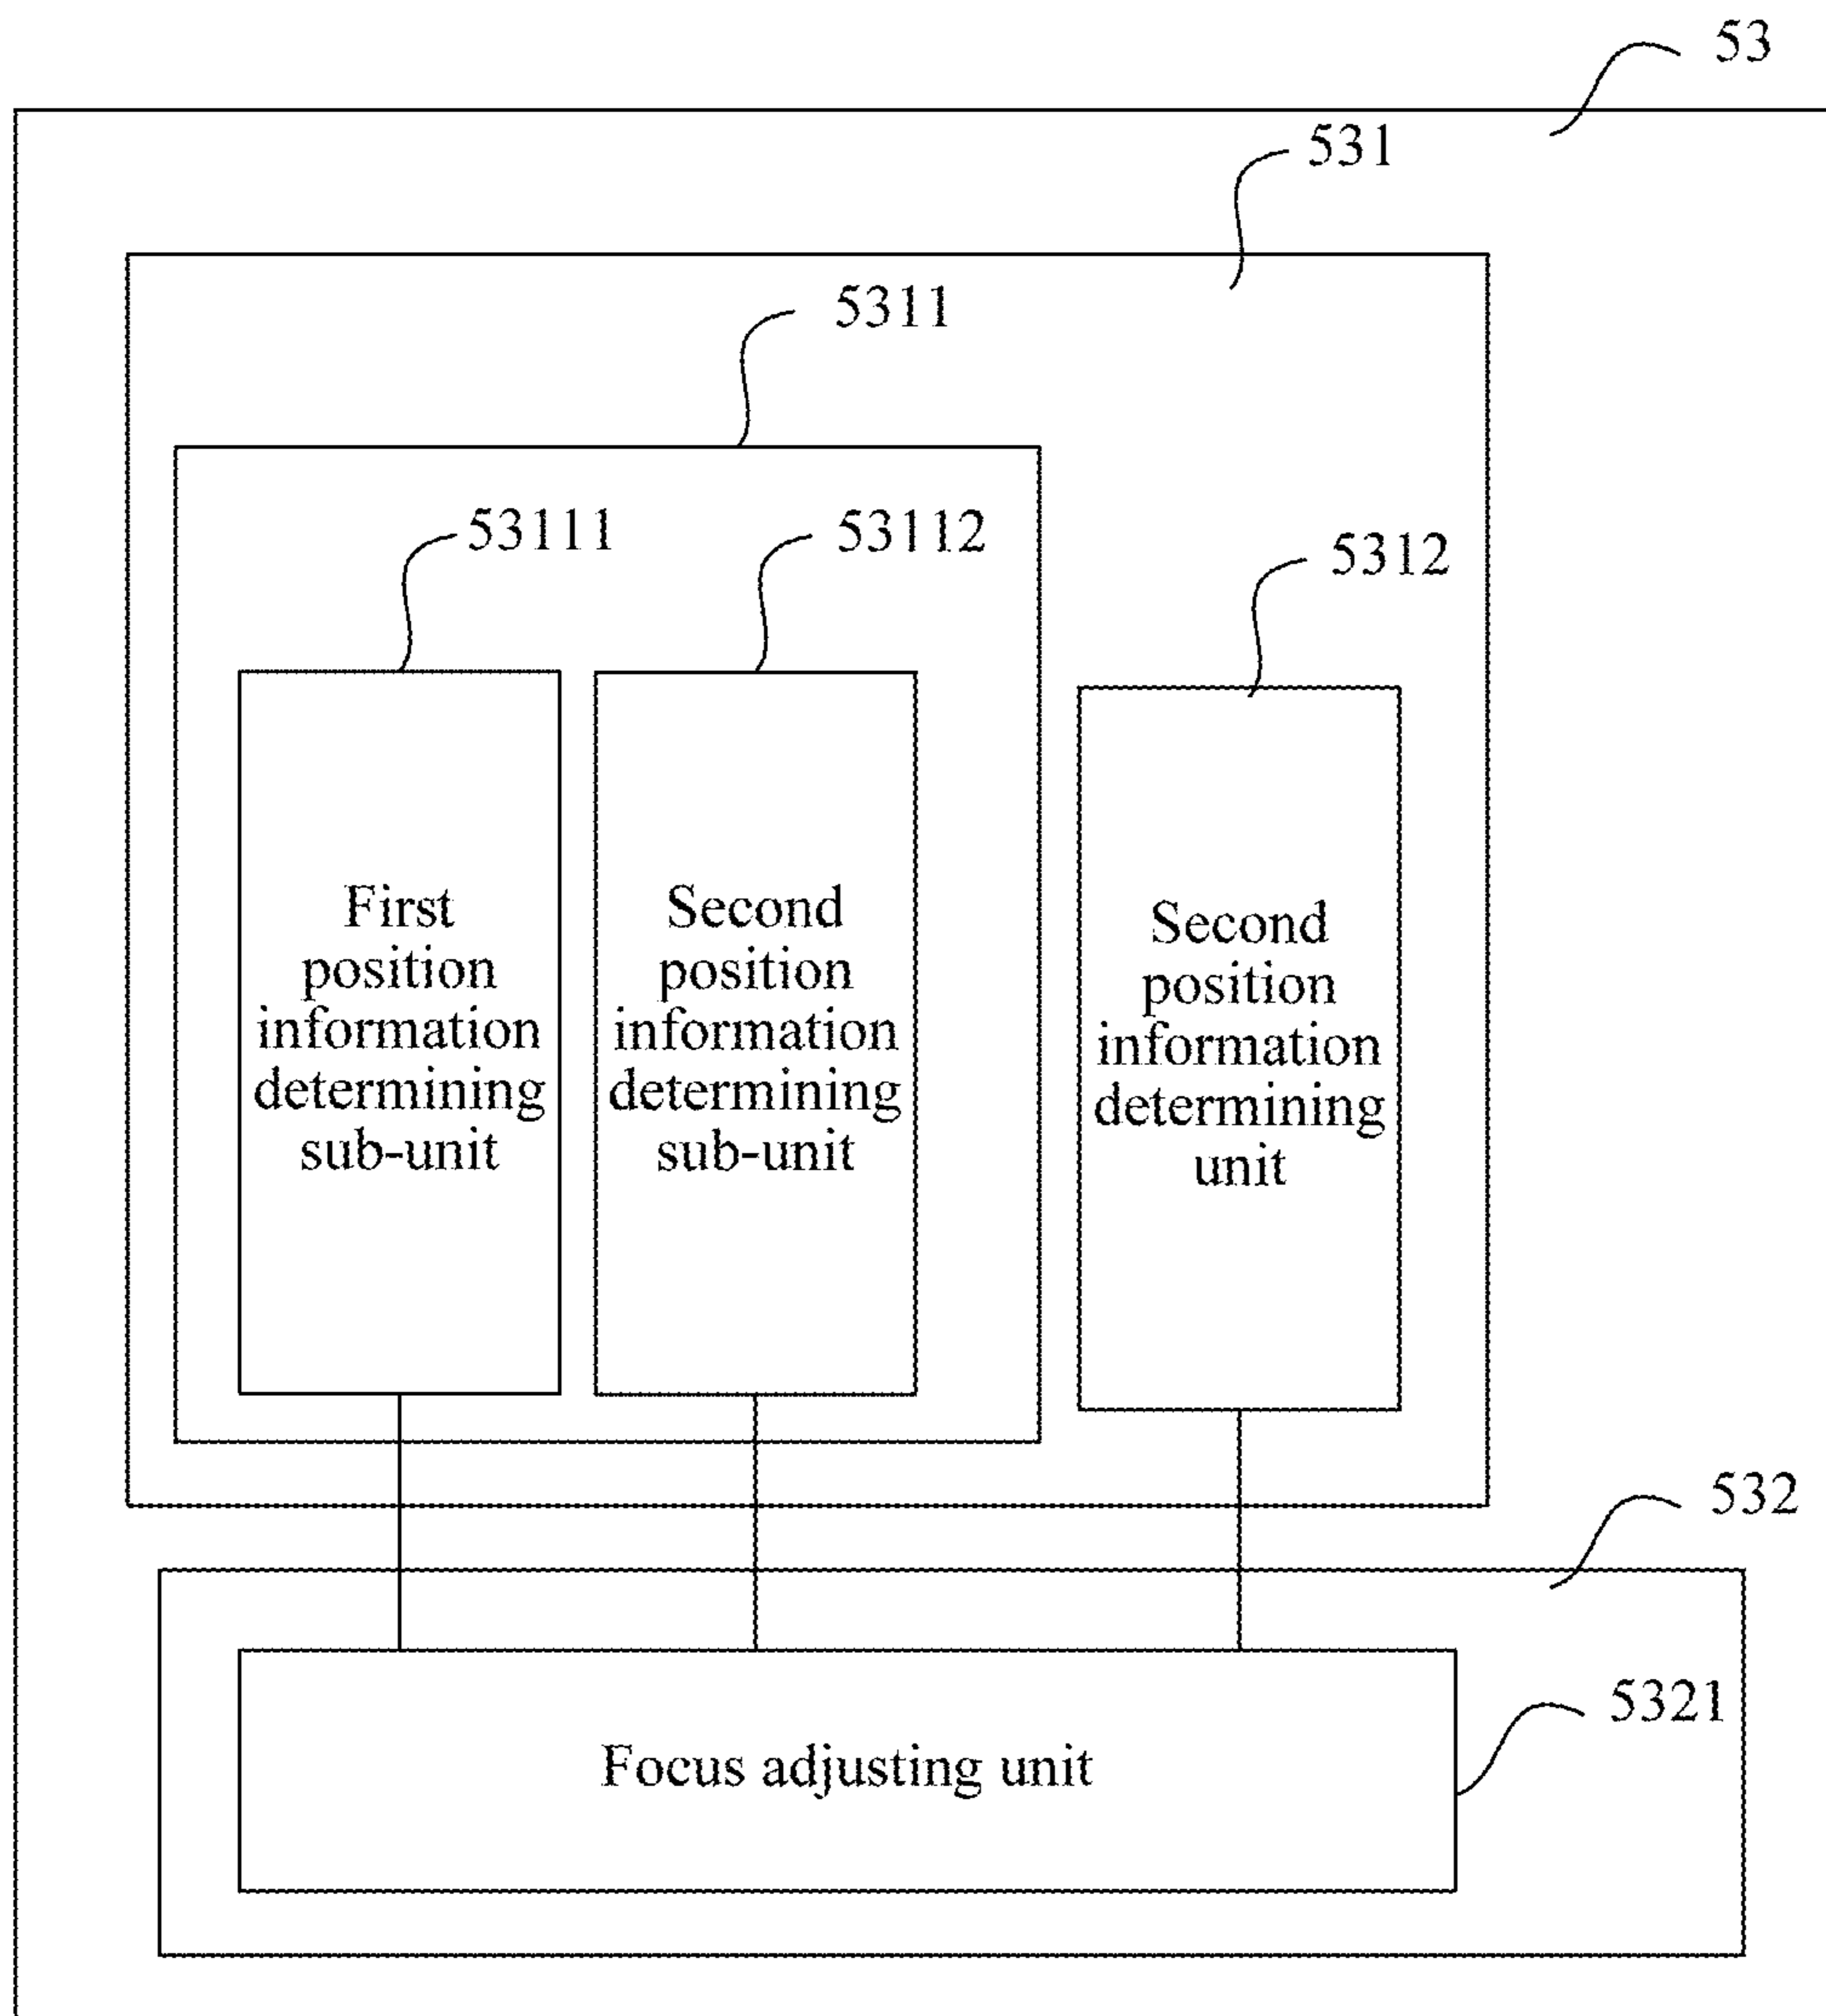 53
531
5311
53111
53112
5312
First
position
information
determining
sub-unit
Second
position
information
determining
sub-unit
Second
position
information
determining
unit
532
5321
Focus adjusting unit